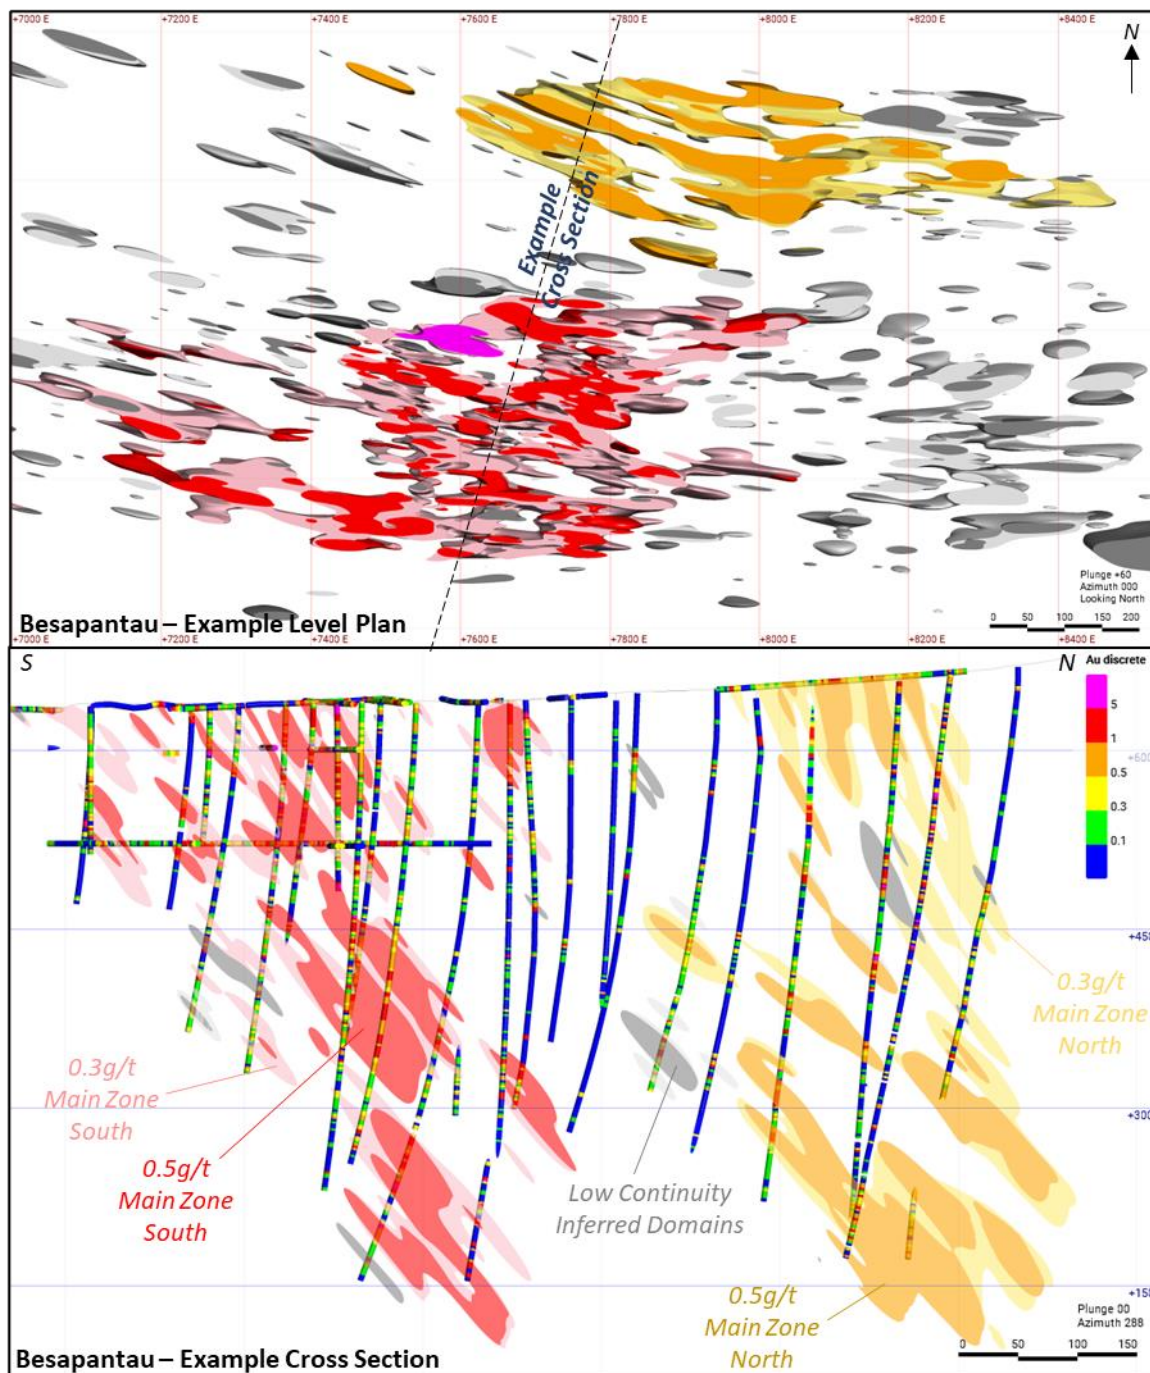 +7000 E +7200 E +7400 E +7600 E +7800 E +8000 E +8200 E +8400 E
N
Example
Cross Section
Plunge +60
Azimuth 000
Looking North
0 50 100 150 200
Besapantau – Example Level Plan
+7000 E +7200 E +7400 E +7600 E +7800 E +8000 E +8200 E +8400 E
S
N
Au discrete
5
1
0.5
0.3
0.1
+600
+450
0.3g/t
Main Zone
North
0.3g/t
Main Zone
South
+300
0.5g/t
Main Zone
South
Low Continuity
Inferred Domains
0.5g/t
Main Zone
North
+150
Plunge 00
Azimuth 288
0 50 100 150
Besapantau – Example Cross Section